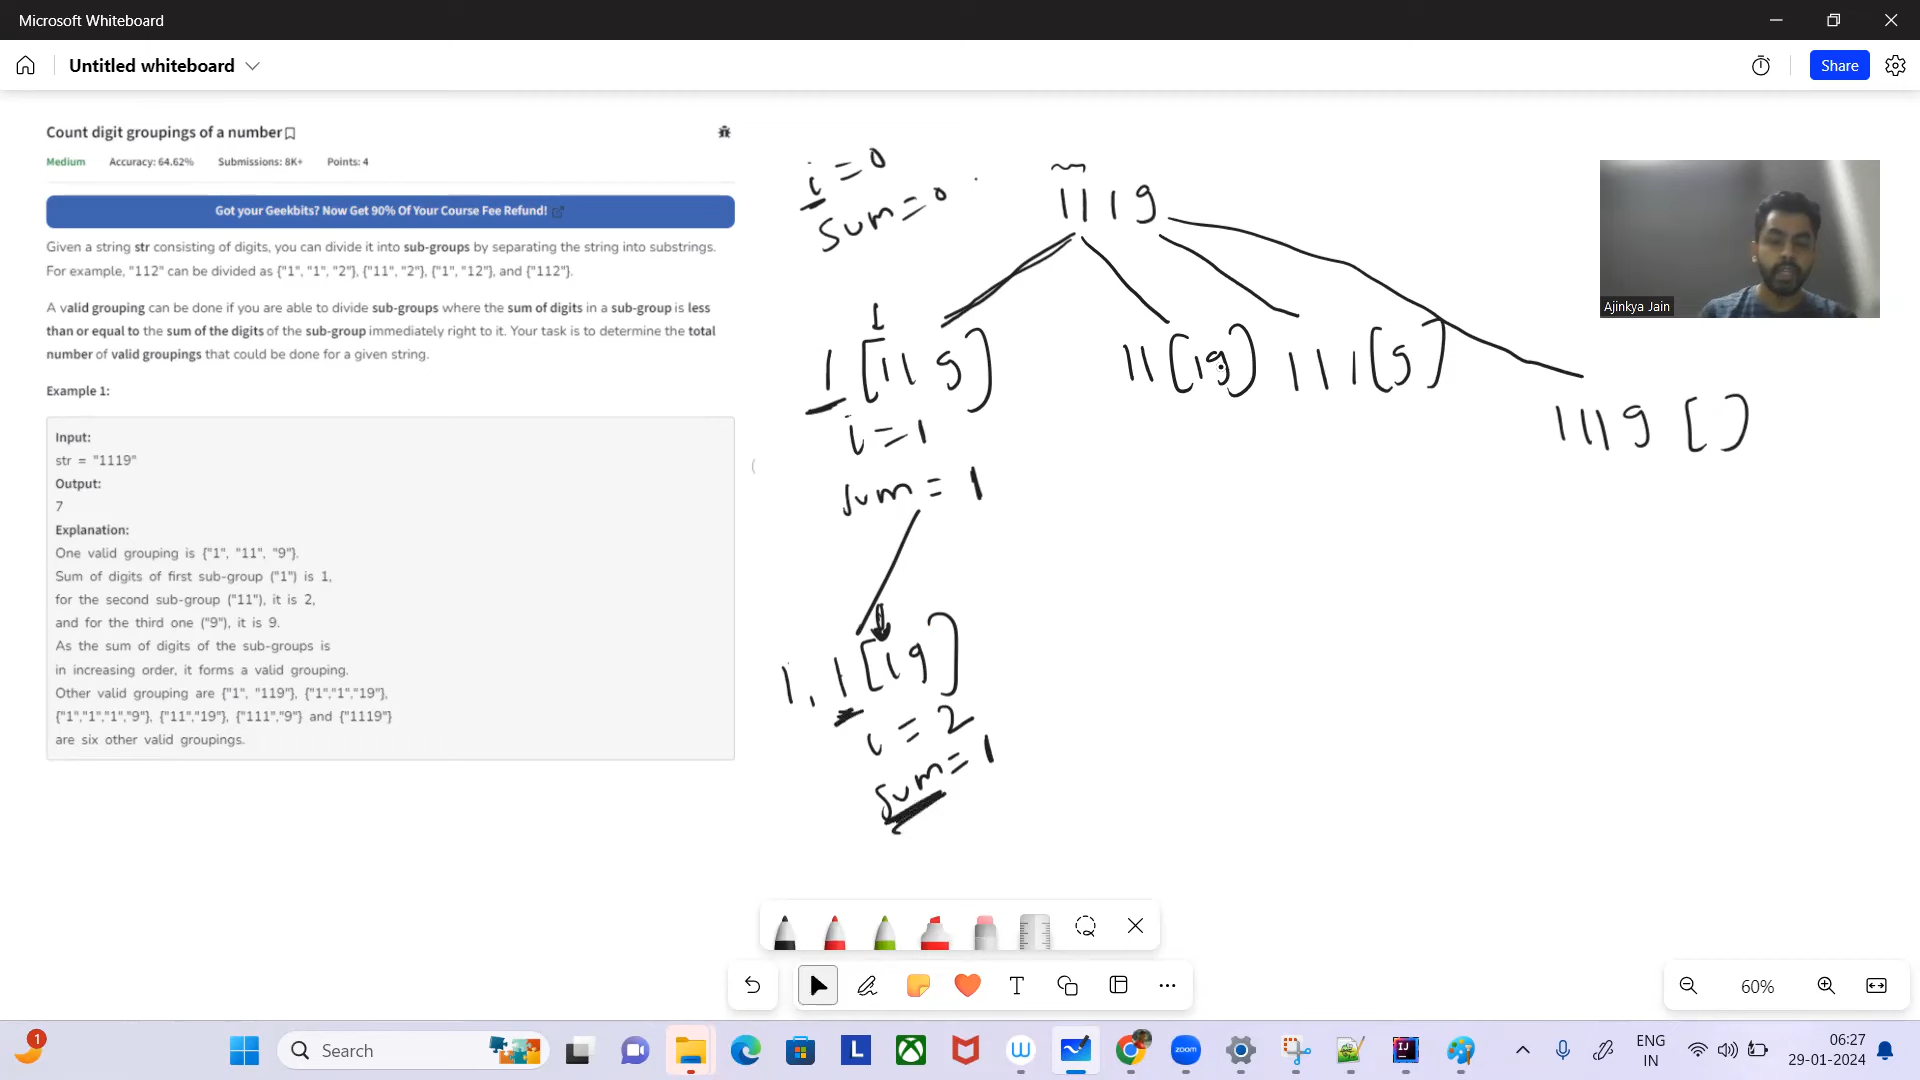 Microsoft Whiteboard
Untitled whiteboard
Share
Count digit groupings of a number
Medium Accuracy: 64.62% Submissions: 8K+ Points: 4
Got your Geekbits? Now Get 90% Of Your Course Fee Refund!
Given a string str consisting of digits, you can divide it into sub-groups by separating the string into substrings.
For example, "112" can be divided as {"1", "1", "2"}, {"11", "2"}, {"1", "12"}, and {"112"}.
A valid grouping can be done if you are able to divide sub-groups where the sum of digits in a sub-group is less
than or equal to the sum of the digits of the sub-group immediately right to it. Your task is to determine the total
number of valid groupings that could be done for a given string.
Example 1:
Input:
str = "1119"
Output:
7
Explanation:
One valid grouping is {"1", "11", "9"}.
Sum of digits of first sub-group ("1") is 1,
for the second sub-group ("11"), it is 2,
and for the third one ("9"), it is 9.
As the sum of digits of the sub-groups is
in increasing order, it forms a valid grouping.
Other valid grouping are {"1", "119"}, {"1","1","19"},
{"1","1","1","9"}, {"11","19"}, {"111","9"} and {"1119"}
are six other valid groupings.
i=0
sum=0
1119
1[119]
i=1
sum=1
11[19]
111[9]
1119[]
1,1[19]
i=2
sum=1
Ajinkya Jain
60%
1
Search
L
W
zoom
IJ
ENG
IN
06:27
29-01-2024